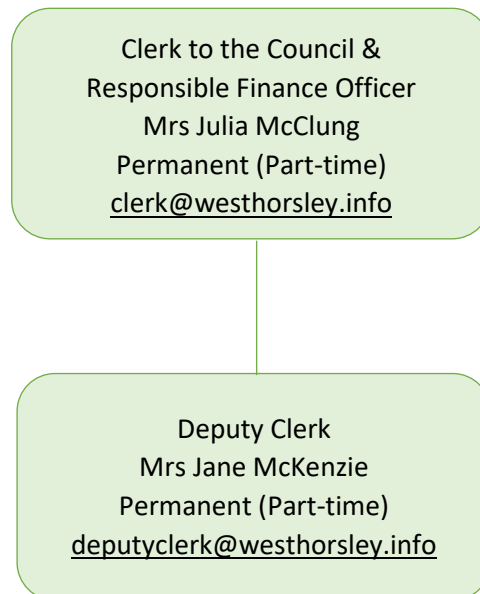 Clerk to the Council &
Responsible Finance Officer
Mrs Julia McClung
Permanent (Part-time)
clerk@westhorsley.info
Deputy Clerk
Mrs Jane McKenzie
Permanent (Part-time)
deputyclerk@westhorsley.info